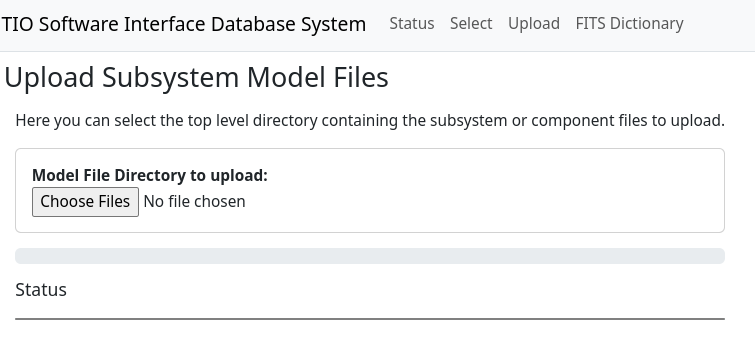 TIO Software Interface Database System Status Select Upload FITS Dictionary
Upload Subsystem Model Files
Here you can select the top level directory containing the subsystem or component files to upload.
Model File Directory to upload:
Choose Files No file chosen
Status